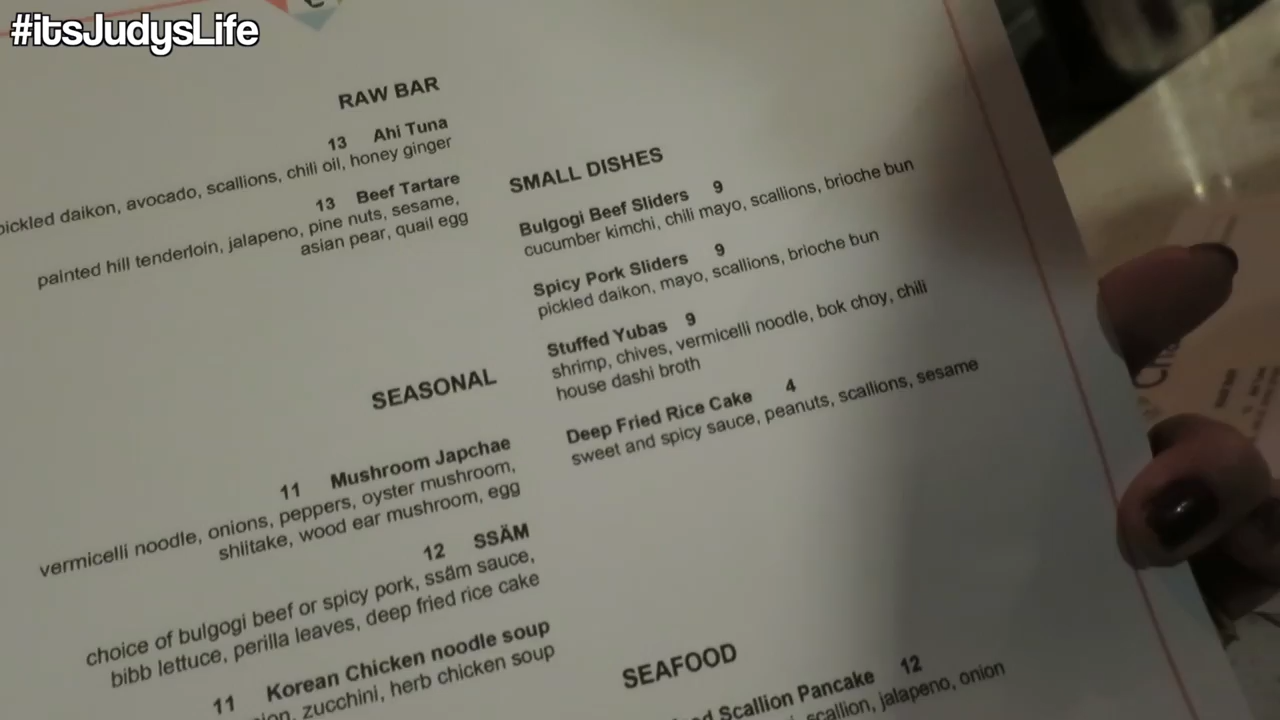 #itsJudysLife
RAW BAR
13 Ahi Tuna
pickled daikon, avocado, scallions, chili oil, honey ginger
13 Beef Tartare
painted hill tenderloin, jalapeno, pine nuts, sesame,
asian pear, quail egg
SEASONAL
11 Mushroom Japchae
vermicelli noodle, onions, peppers, oyster mushroom,
shlitake, wood ear mushroom, egg
12 SSÄM
choice of bulgogi beef or spicy pork, ssäm sauce,
bibb lettuce, perilla leaves, deep fried rice cake
11 Korean Chicken noodle soup
zucchini, herb chicken soup
SMALL DISHES
Bulgogi Beef Sliders 9
cucumber kimchi, chili mayo, scallions, brioche bun
Spicy Pork Sliders 9
pickled daikon, mayo, scallions, brioche bun
Stuffed Yubas 9
shrimp, chives, vermicelli noodle, bok choy, chili
house dashi broth
Deep Fried Rice Cake 4
sweet and spicy sauce, peanuts, scallions, sesame
SEAFOOD
Scallion Pancake 12
scallion, jalapeno, onion